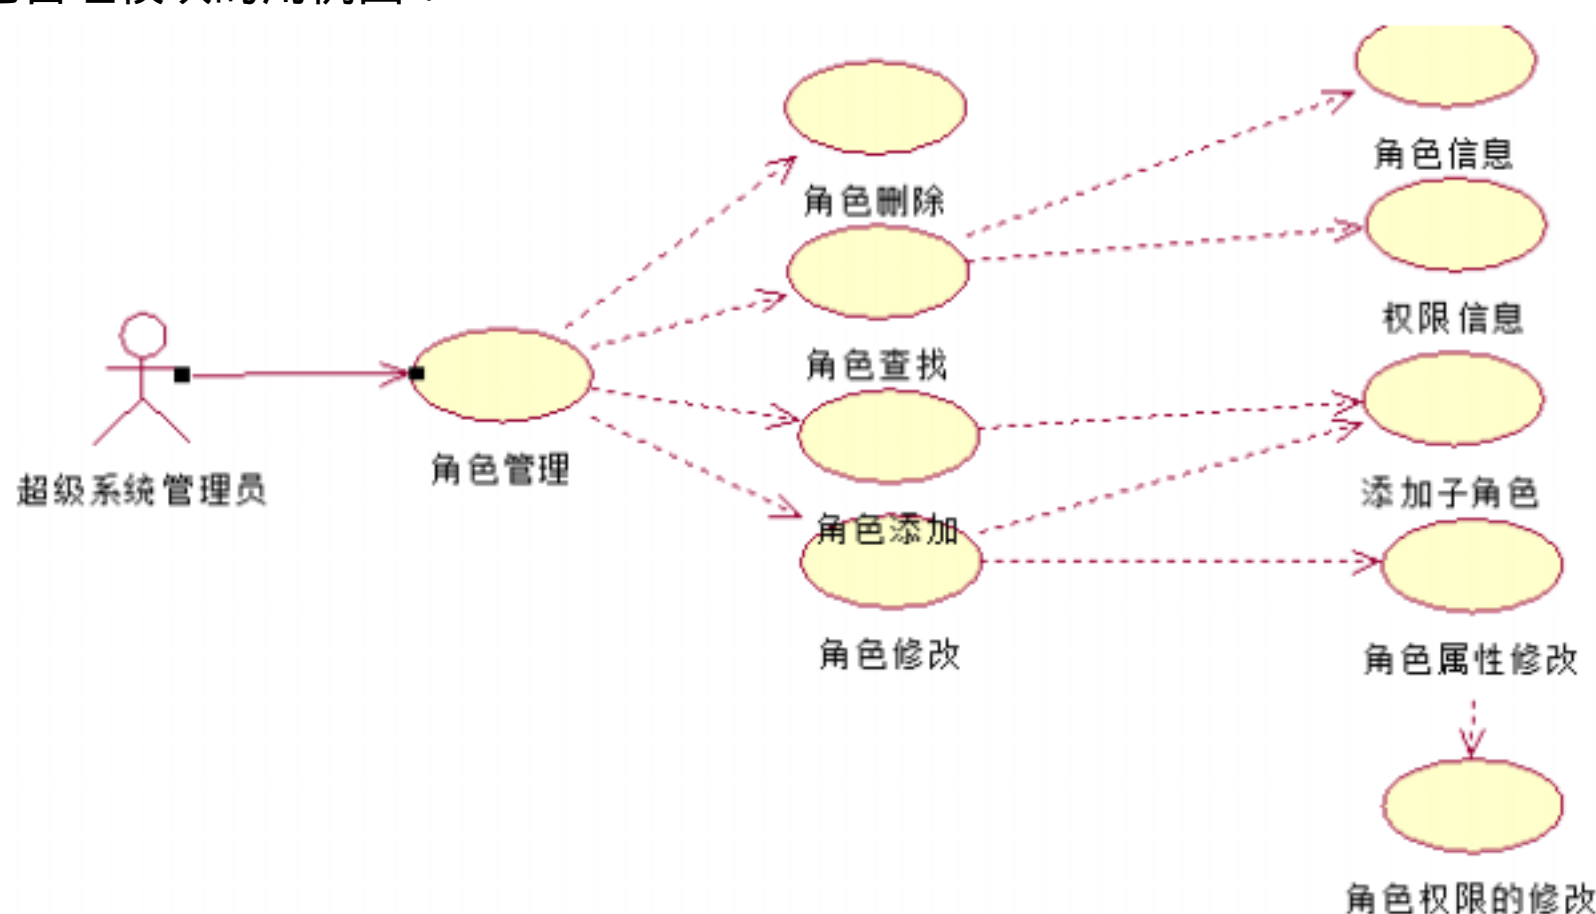 角色信息
角色删除
权限信息
角色查找
角色管理
超级系统管理员
添加子角色
角色添加
角色修改
角色属性修改
角色权限的修改